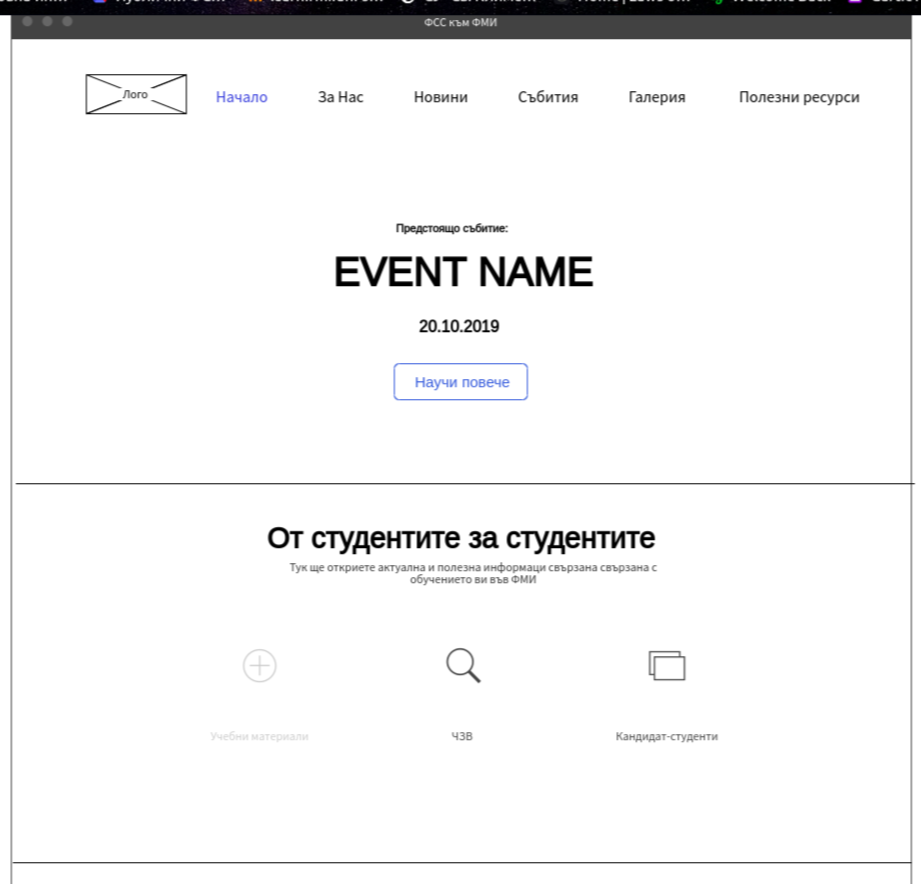 ФСС към ФМИ
Лого
Начало
За Нас
Новини
Събития
Галерия
Полезни ресурси
Предстоящо събитие:
EVENT NAME
20.10.2019
Научи повече
От студентите за студентите
Тук ще откриете актуална и полезна информаци свързана свързана с
обучението ви във ФМИ
Учебни материали
ЧЗВ
Кандидат-студенти